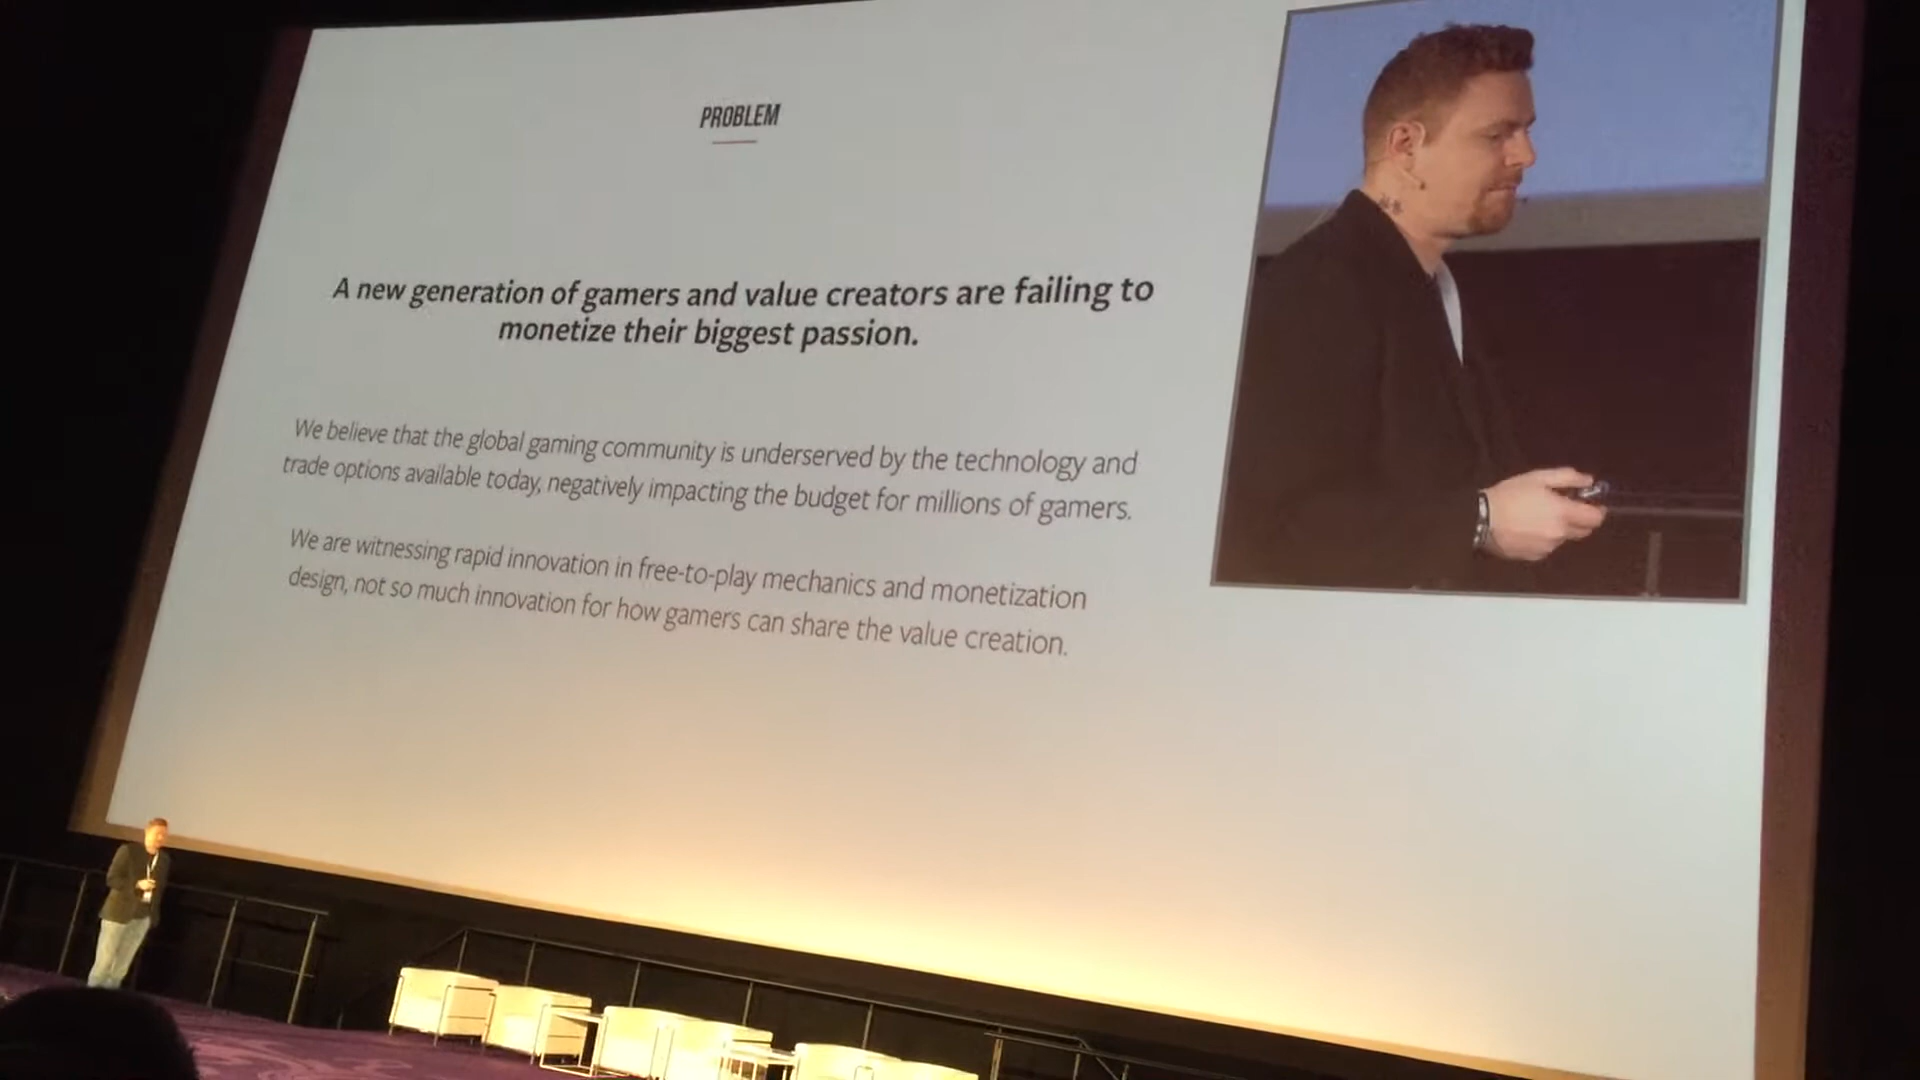 PROBLEM
A new generation of gamers and value creators are failing to
monetize their biggest passion.
We believe that the global gaming community is underserved by the technology and
trade options available today, negatively impacting the budget for millions of gamers.
We are witnessing rapid innovation in free-to-play mechanics and monetization
design, not so much innovation for how gamers can share the value creation.